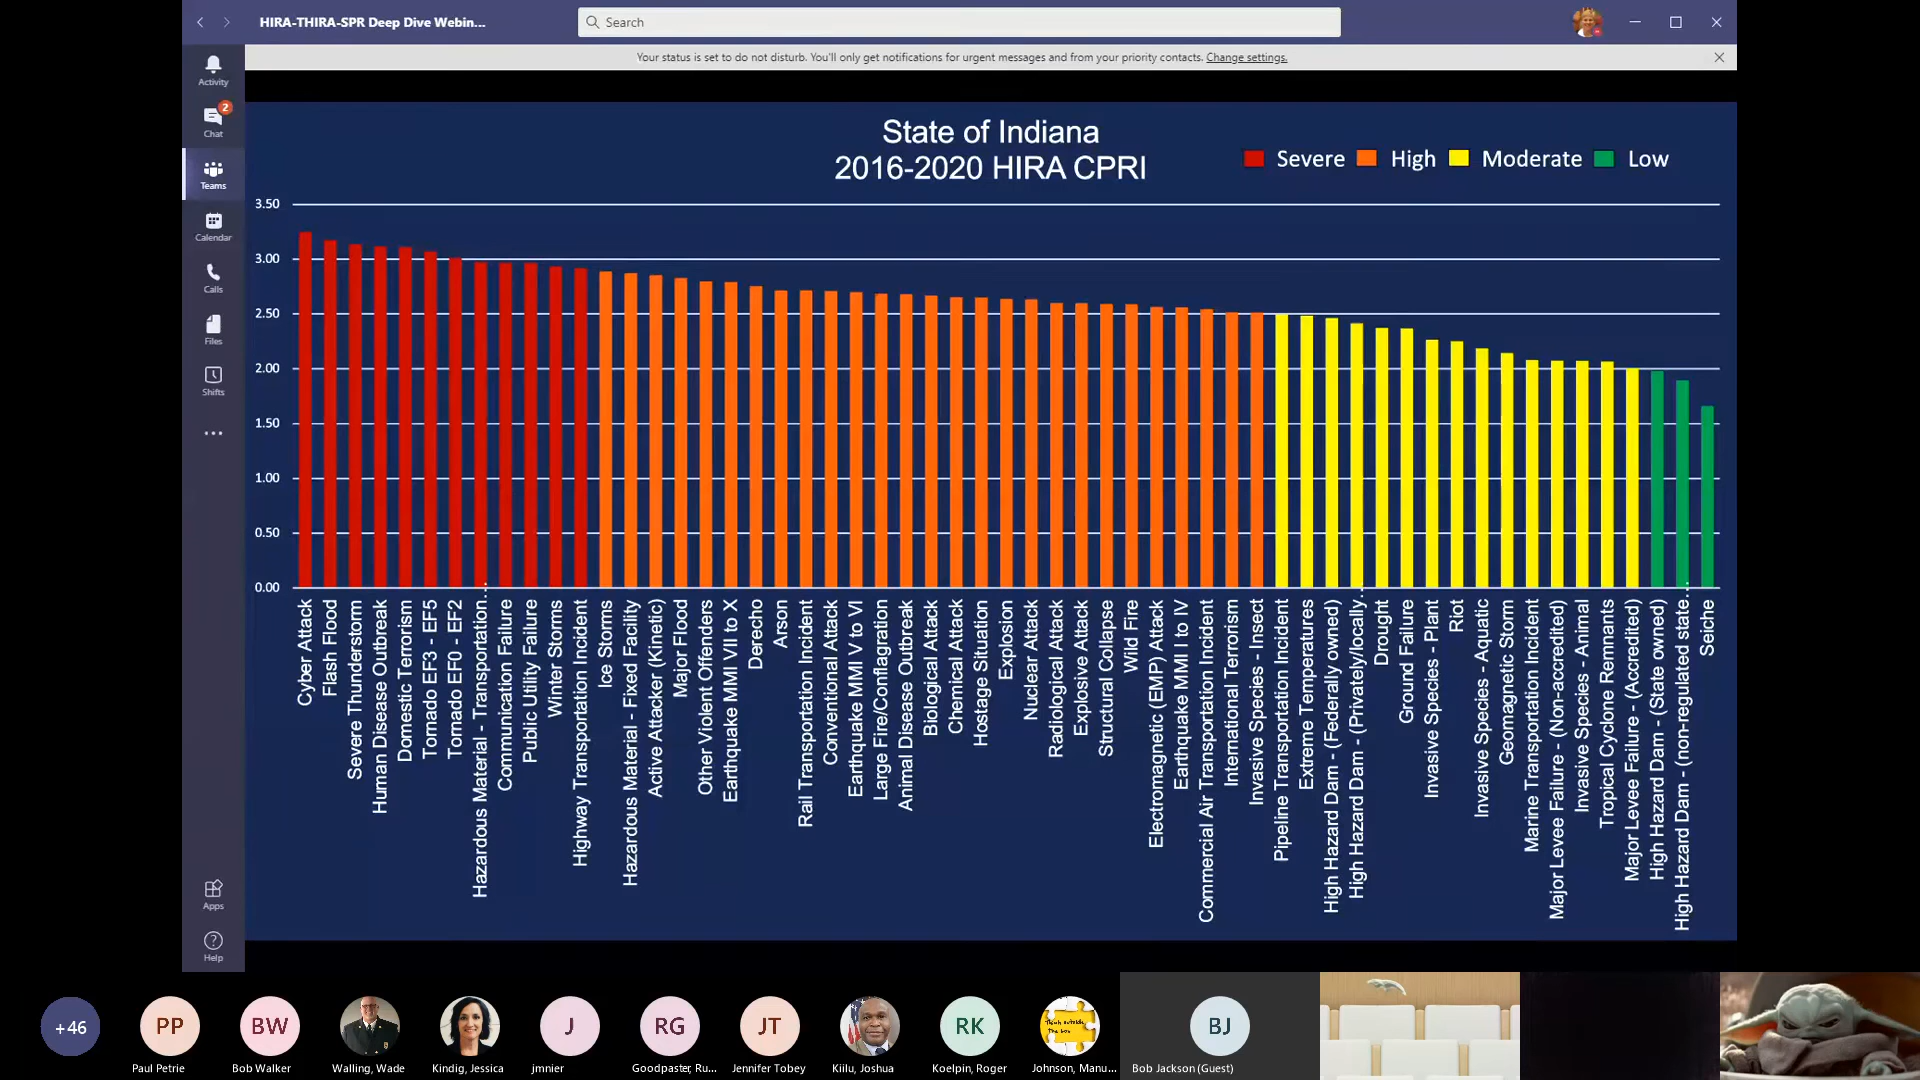 HIRA-THIRA-SPR Deep Dive Webin...
Search
Your status is set to do not disturb. You'll only get notifications for urgent messages and from your priority contacts. Change settings.
Activity
2
Chat
Teams
Calendar
Calls
Files
Shifts
Apps
Help
State of Indiana
2016-2020 HIRA CPRI
Severe
High
Moderate
Low
3.50
3.00
2.50
2.00
1.50
1.00
0.50
0.00
Cyber Attack
Flash Flood
Severe Thunderstorm
Human Disease Outbreak
Domestic Terrorism
Tornado EF3 - EF5
Tornado EF0 - EF2
Hazardous Material - Transportation...
Communication Failure
Public Utility Failure
Winter Storms
Highway Transportation Incident
Ice Storms
Hazardous Material - Fixed Facility
Active Attacker (Kinetic)
Major Flood
Other Violent Offenders
Earthquake MMI VII to X
Derecho
Arson
Rail Transportation Incident
Conventional Attack
Earthquake MMI V to VI
Large Fire/Conflagration
Animal Disease Outbreak
Biological Attack
Chemical Attack
Hostage Situation
Explosion
Nuclear Attack
Radiological Attack
Explosive Attack
Structural Collapse
Wild Fire
Electromagnetic (EMP) Attack
Earthquake MMI I to IV
Commercial Air Transportation Incident
International Terrorism
Invasive Species - Insect
Pipeline Transportation Incident
Extreme Temperatures
High Hazard Dam - (Federally owned)
High Hazard Dam - (Privately/locally...
Drought
Ground Failure
Invasive Species - Plant
Riot
Invasive Species - Aquatic
Geomagnetic Storm
Marine Transportation Incident
Major Levee Failure - (Non-accredited)
Invasive Species - Animal
Tropical Cyclone Remnants
Major Levee Failure - (Accredited)
High Hazard Dam - (State owned)
High Hazard Dam - (non-regulated state...
Seiche
+46
PP
BW
J
RG
JT
RK
Think outside
The box
BJ
Paul Petrie
Bob Walker
Walling, Wade
Kindig, Jessica
jmnier
Goodpaster, Ru...
Jennifer Tobey
Kiilu, Joshua
Koelpin, Roger
Johnson, Manu...
Bob Jackson (Guest)